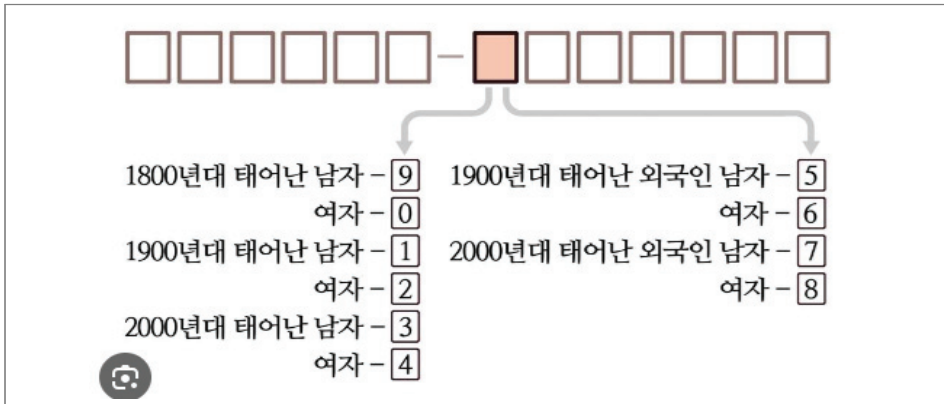 1800년대 태어난 남자 – 9
여자 – 0
1900년대 태어난 남자 – 1
여자 – 2
2000년대 태어난 남자 – 3
여자 – 4
1900년대 태어난 외국인 남자 – 5
여자 – 6
2000년대 태어난 외국인 남자 – 7
여자 – 8